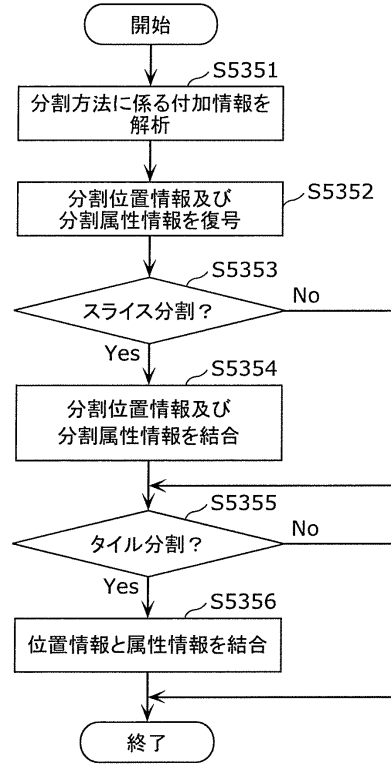 開始
S5351
分割方法に係る付加情報を
解析
S5352
分割位置情報及び
分割属性情報を復号
S5353
スライス分割？
No
Yes
S5354
分割位置情報及び
分割属性情報を結合
S5355
タイル分割？
No
Yes
S5356
位置情報と属性情報を結合
終了